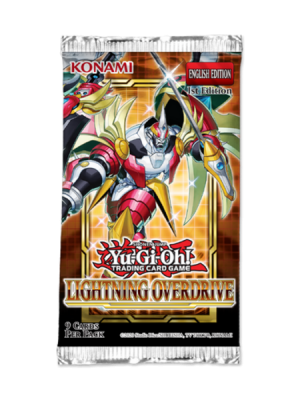 KONAMI
ENGLISH EDITION
1st Edition
Yu-Gi-Oh!
TRADING CARD GAME
LIGHTNING OVERDRIVE
9 CARDS
PER PACK